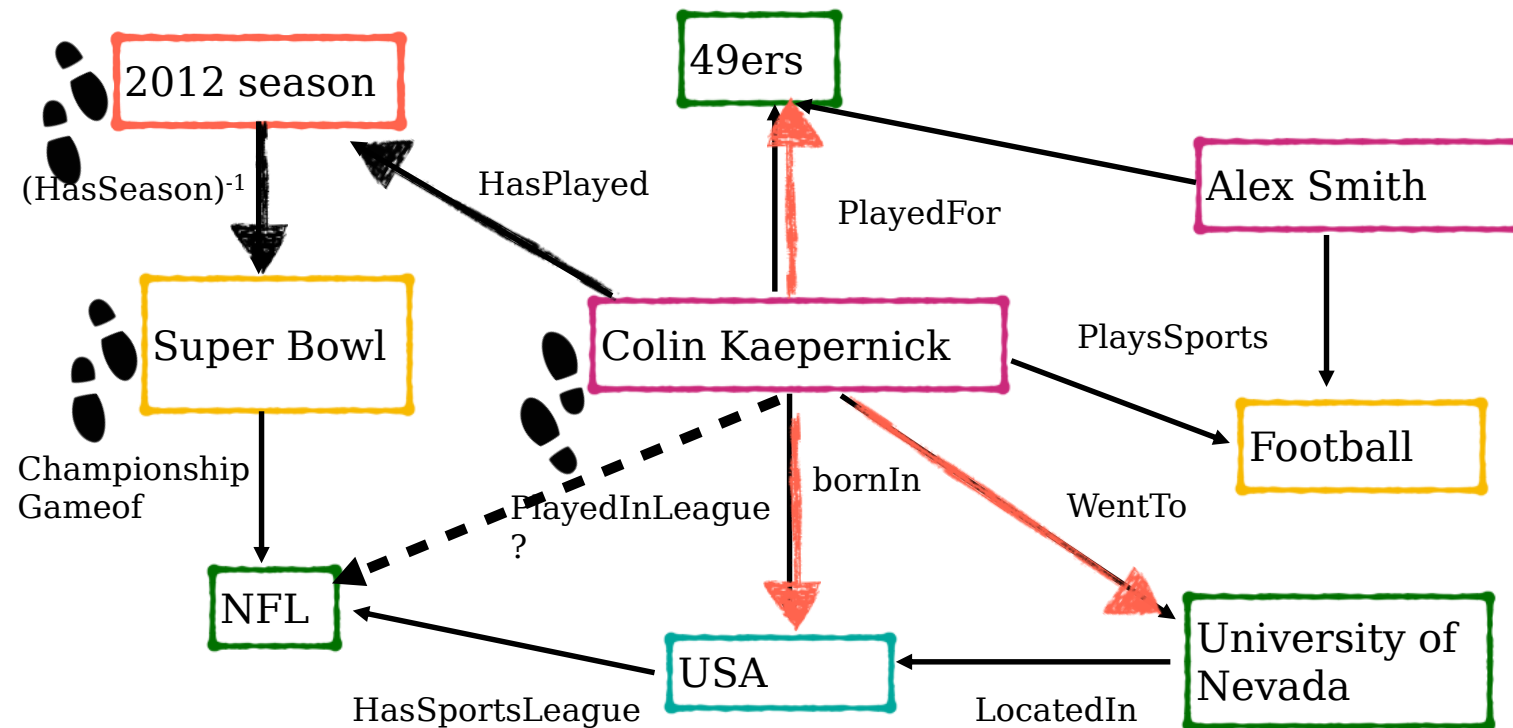 2012 season
49ers
(HasSeason)-1
HasPlayed
PlayedFor
Alex Smith
Super Bowl
Colin Kaepernick
PlaysSports
Football
Championship
Gameof
PlayedInLeague
?
bornIn
WentTo
NFL
USA
University of
Nevada
HasSportsLeague
LocatedIn